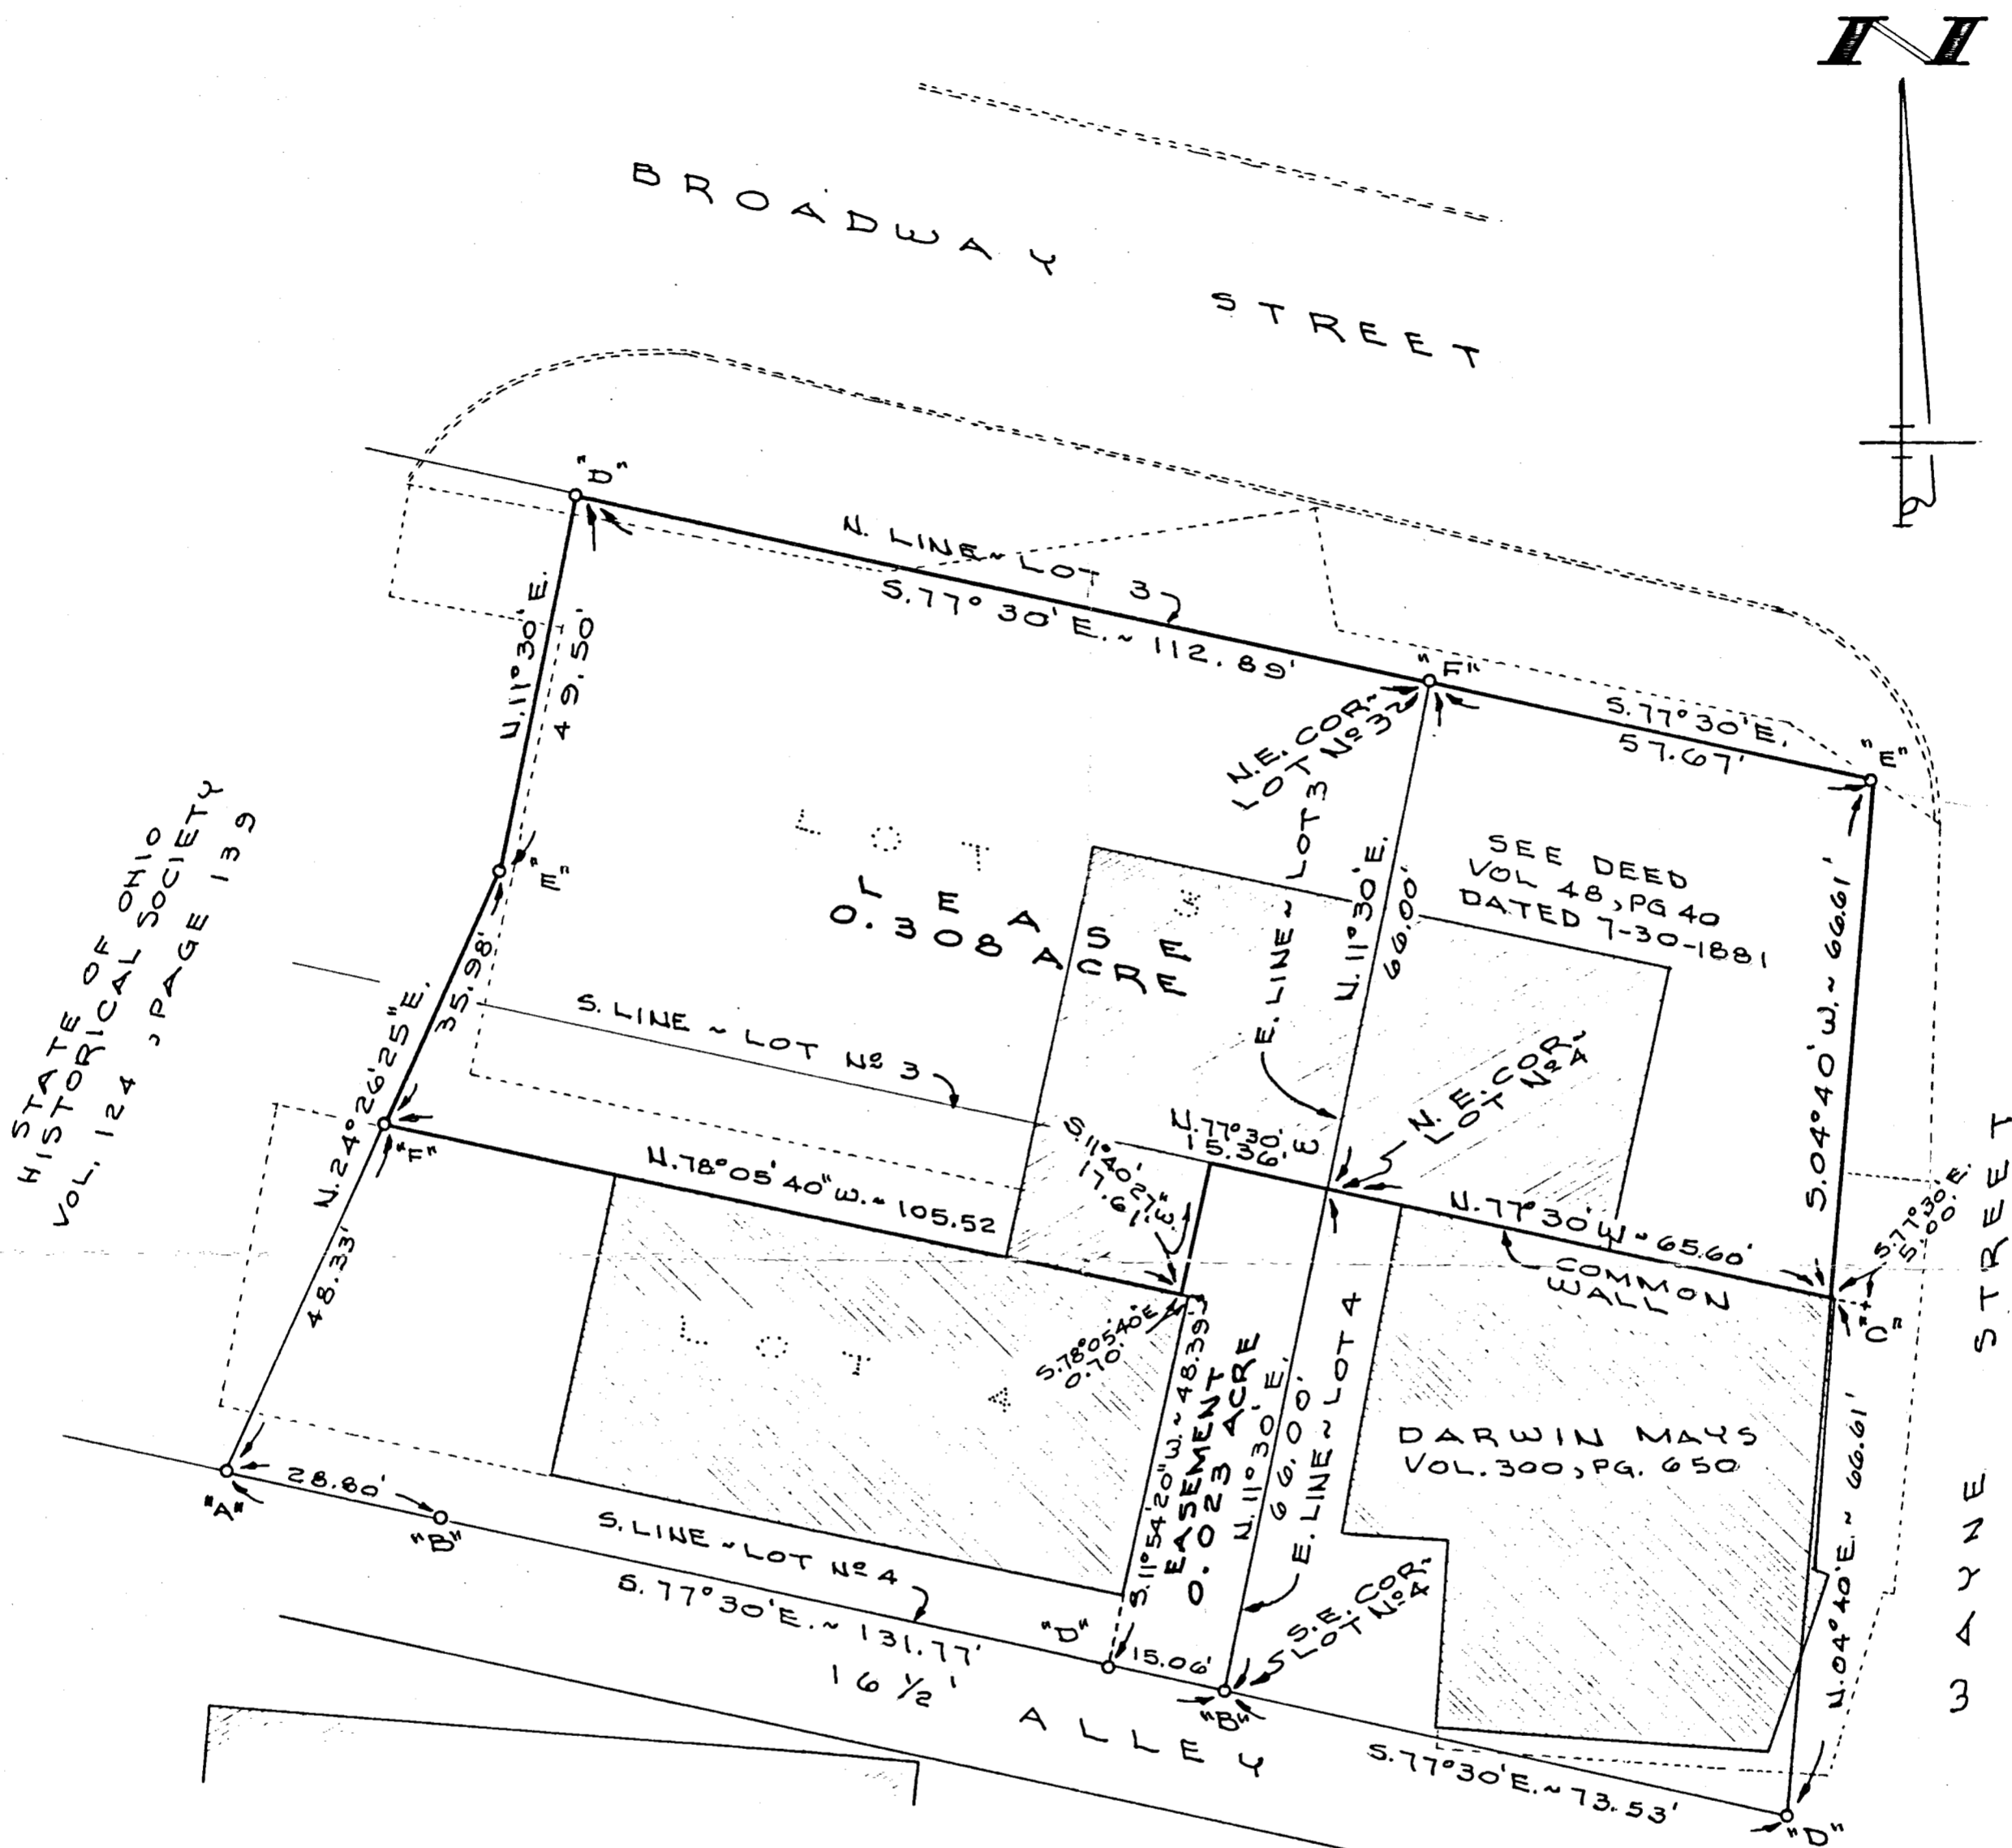 N
BROADWAY STREET
"D"
N. LINE ~ LOT 3
S.77° 30' E. ~ 112.89'
"F"
S.77° 30' E.
57.67'
"E"
N.E. COR.
LOT Nº 3
N.11° 30' E.
49.50'
"E"
LOT 3
LEASE
0.308 ACRE
E. LINE ~ LOT 3
N.11° 30' E.
66.00'
SEE DEED
VOL 48, PG 40
DATED 7-30-1881
S.04° 40' W. ~ 66.61'
STATE OF OHIO
HISTORICAL SOCIETY
VOL. 124, PAGE 139
N.24° 26' 25" E.
35.98'
S. LINE ~ LOT Nº 3
N. E. COR.
LOT Nº 4
"F"
N.78° 05' 40" W. ~ 105.52
S.11° 40' 27" W.
17.61'
N.77° 30' W
15.36'
N.77° 30' W ~ 65.60'
COMMON
WALL
S.77° 30' E.
5.00'
"C"
48.33'
LOT 4
S.78° 05' 40" E
0.70'
S.11° 54' 20" W. ~ 48.39'
EASEMENT
0.023 ACRE
N.11° 30' E.
66.00'
E. LINE ~ LOT 4
DARWIN MAYS
VOL. 300, PG. 650
N.04° 40' E. ~ 66.61'
WAYNE STREET
"A"
28.80'
"B"
S. LINE ~ LOT Nº 4
S.77° 30' E. ~ 131.77'
"D"
15.06'
"B"
S.E. COR.
LOT Nº 4
16 ½' ALLEY
S.77° 30' E. ~ 73.53'
"D"